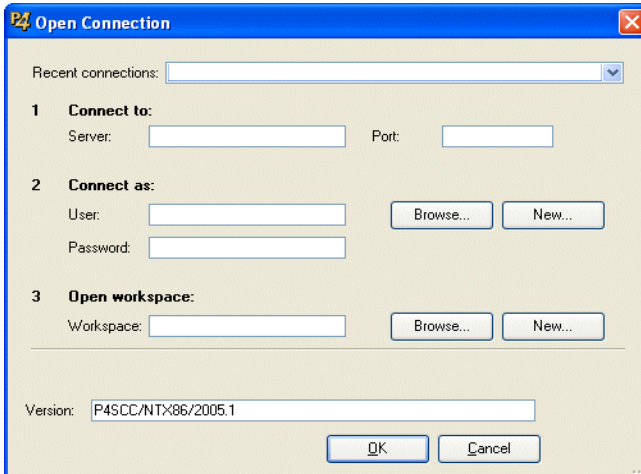 P4 Open Connection
Recent connections:
1 Connect to:
Server: Port:
2 Connect as:
User: Browse... New...
Password:
3 Open workspace:
Workspace: Browse... New...
Version: P4SCC/NTX86/2005.1
OK Cancel